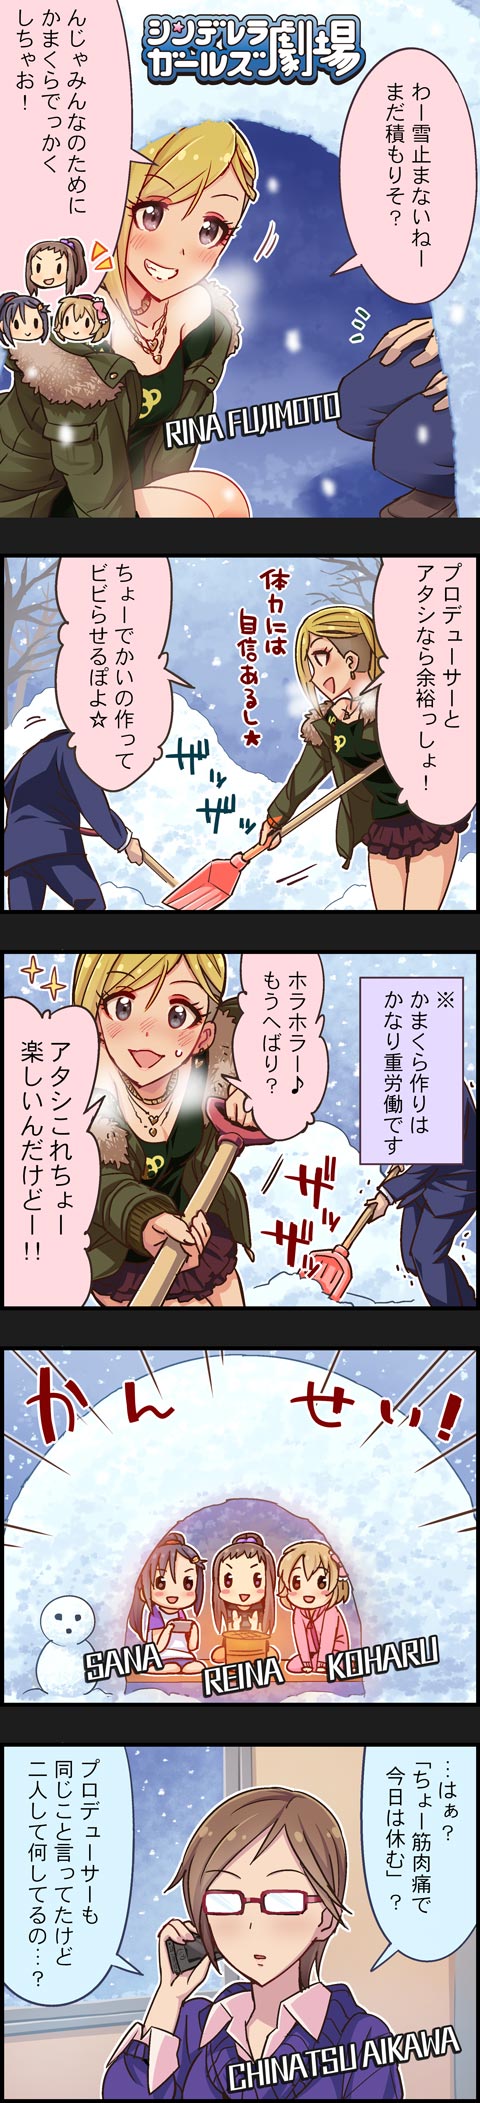 シンデレラ
ガールズ劇場
わー雪止まないねー
まだ積もりそ？
んじゃみんなのために
かまくらでっかく
しちゃお！
RINA FUJIMOTO
プロデューサーと
アタシなら余裕っしょ！
体力には
自信あるし★
ちょーでかいの作って
ビビらせるぽよ☆
ザッ
ザッ
※
かまくら作りは
かなり重労働です
ホラホラー♪
もうへばり？
ザッ
ザッ
アタシこれちょー
楽しいんだけどー!!
かんせい!
SANA
REINA
KOHARU
…はぁ？
「ちょー筋肉痛で
今日は休む」？
プロデューサーも
同じこと言ってたけど
二人して何してるの…？
CHINATSU AIKAWA